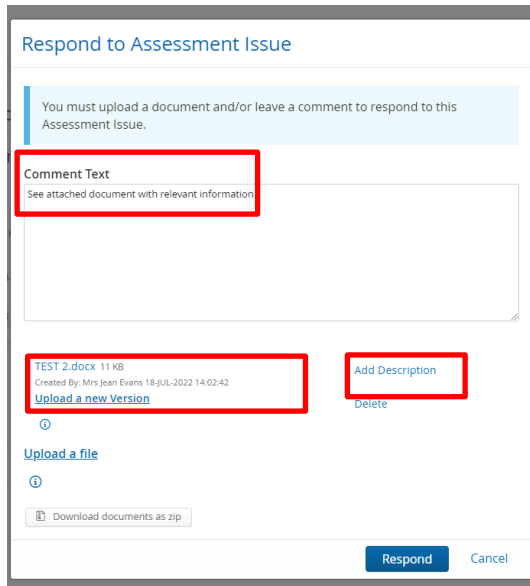 Respond to Assessment Issue
You must upload a document and/or leave a comment to respond to this
Assessment Issue.
Comment Text
See attached document with relevant information
TEST 2.docx 11 KB
Add Description
Created By: Mrs Jean Evans 18-JUL-2022 14:02:42
Upload a new Version
Delete
Upload a file
Download documents as zip
Respond Cancel